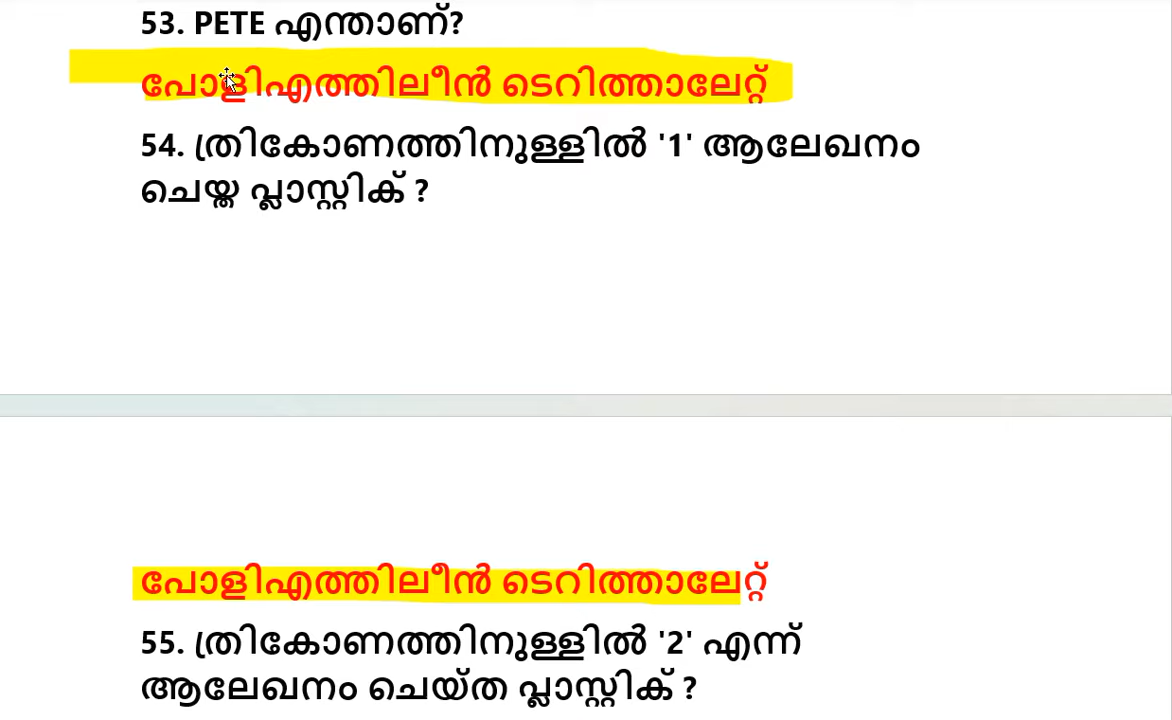 53. PETE എന്താണ്?
പോളിഎത്തിലീൻ ടെറിത്താലേറ്റ്
54. ത്രികോണത്തിനുള്ളിൽ '1' ആലേഖനം
ചെയ്ത പ്ലാസ്റ്റിക് ?
പോളിഎത്തിലീൻ ടെറിത്താലേറ്റ്
55. ത്രികോണത്തിനുള്ളിൽ '2' എന്ന്
ആലേഖനം ചെയ്ത പ്ലാസ്റ്റിക് ?